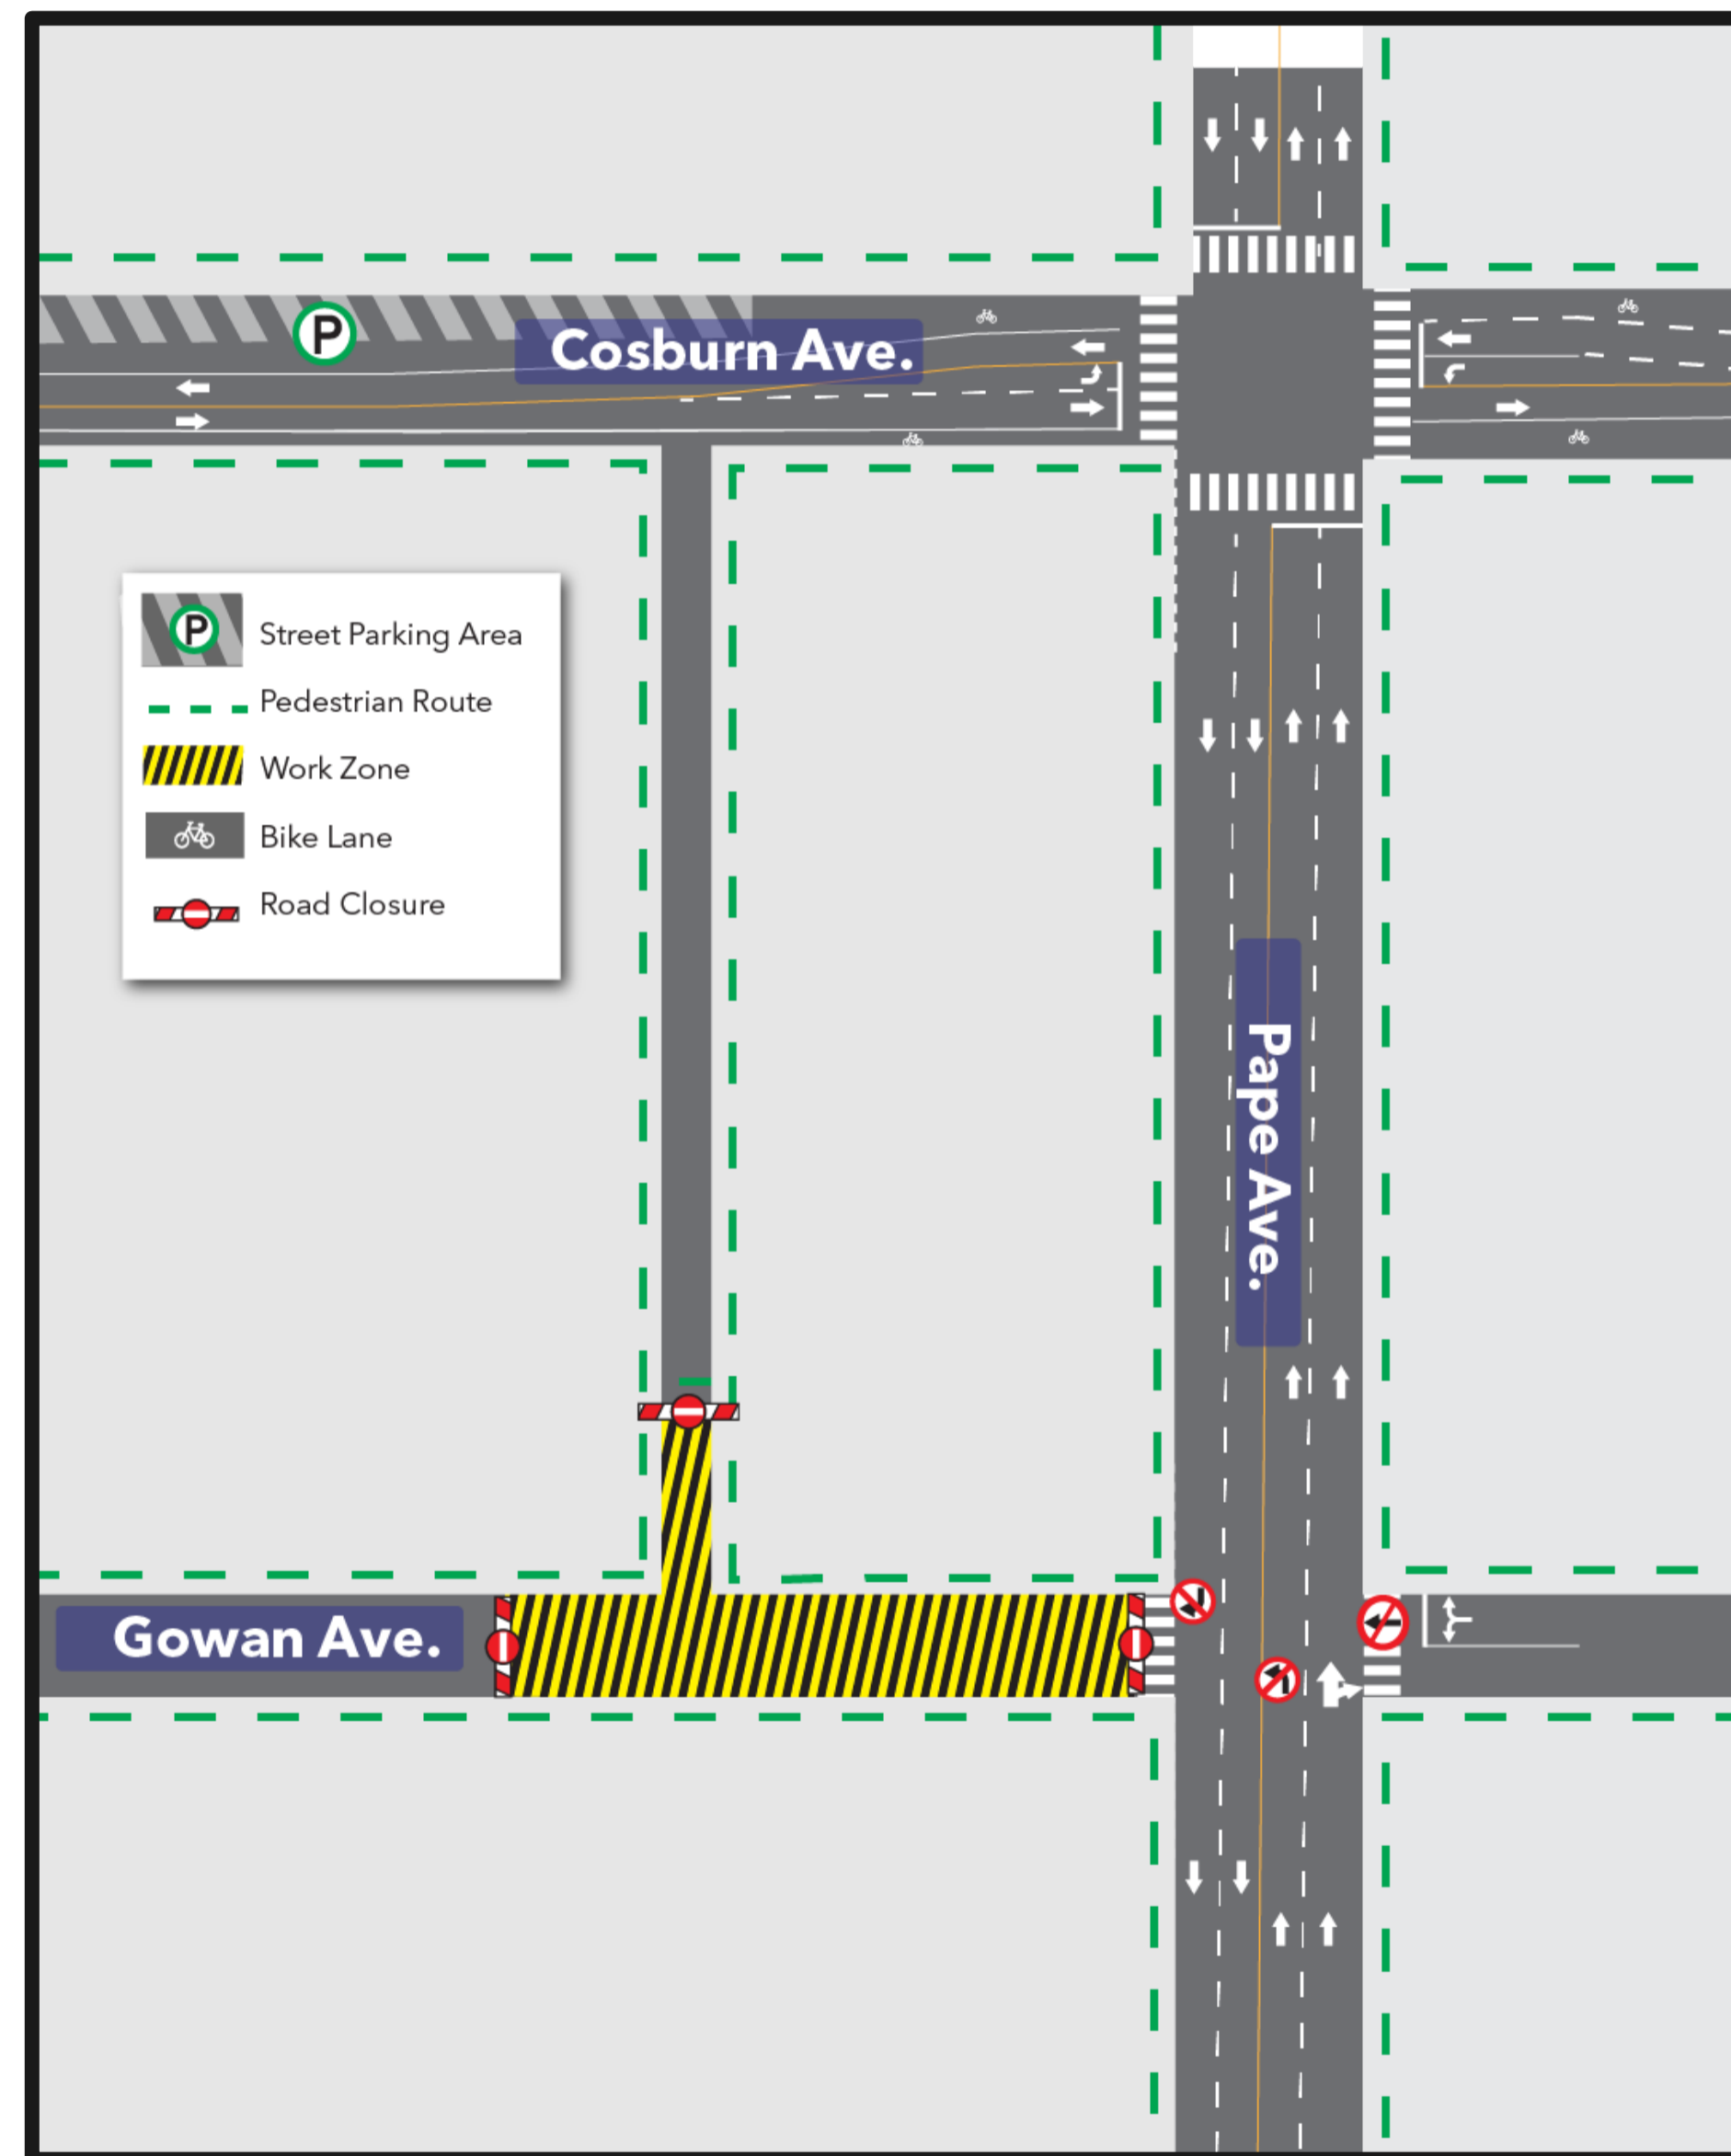 P
Cosburn Ave.
P
Street Parking Area
Pedestrian Route
Work Zone
Bike Lane
Road Closure
Pape Ave.
Gowan Ave.